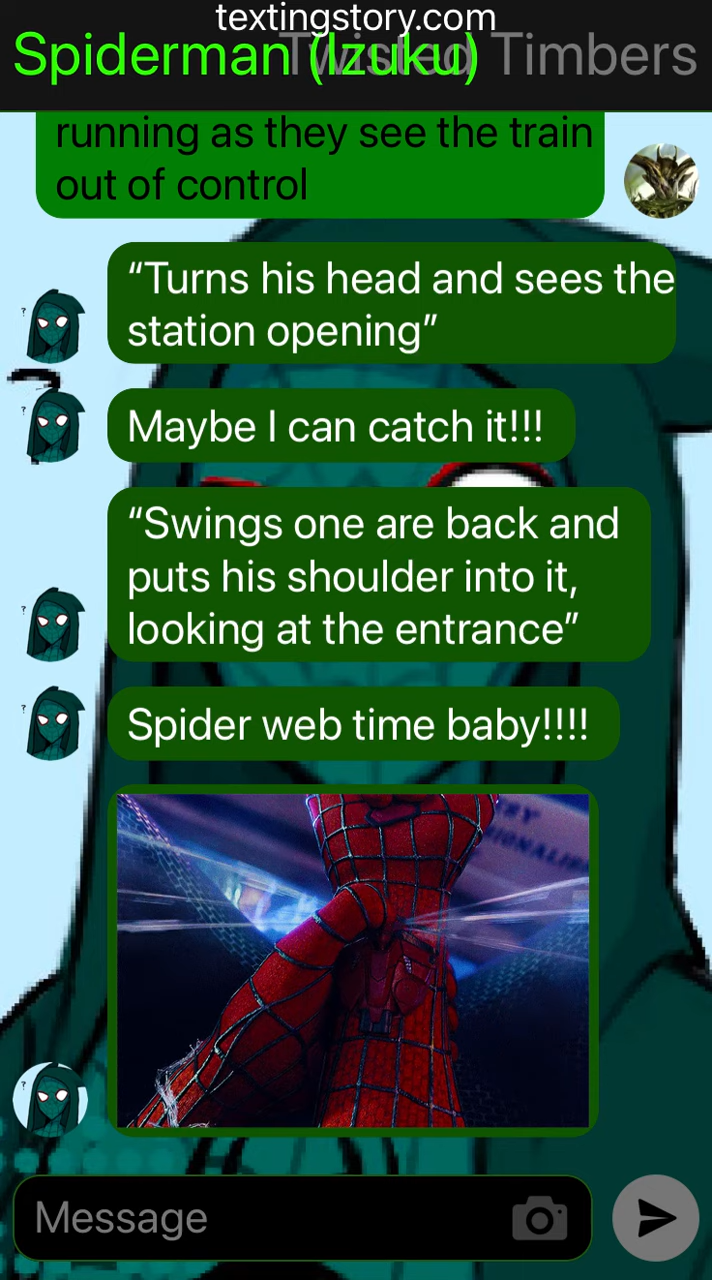 textingstory.com
Spiderman (Izuku)
Twisted Timbers
running as they see the train
out of control
“Turns his head and sees the
station opening”
Maybe I can catch it!!!
“Swings one are back and
puts his shoulder into it,
looking at the entrance”
Spider web time baby!!!!
Message